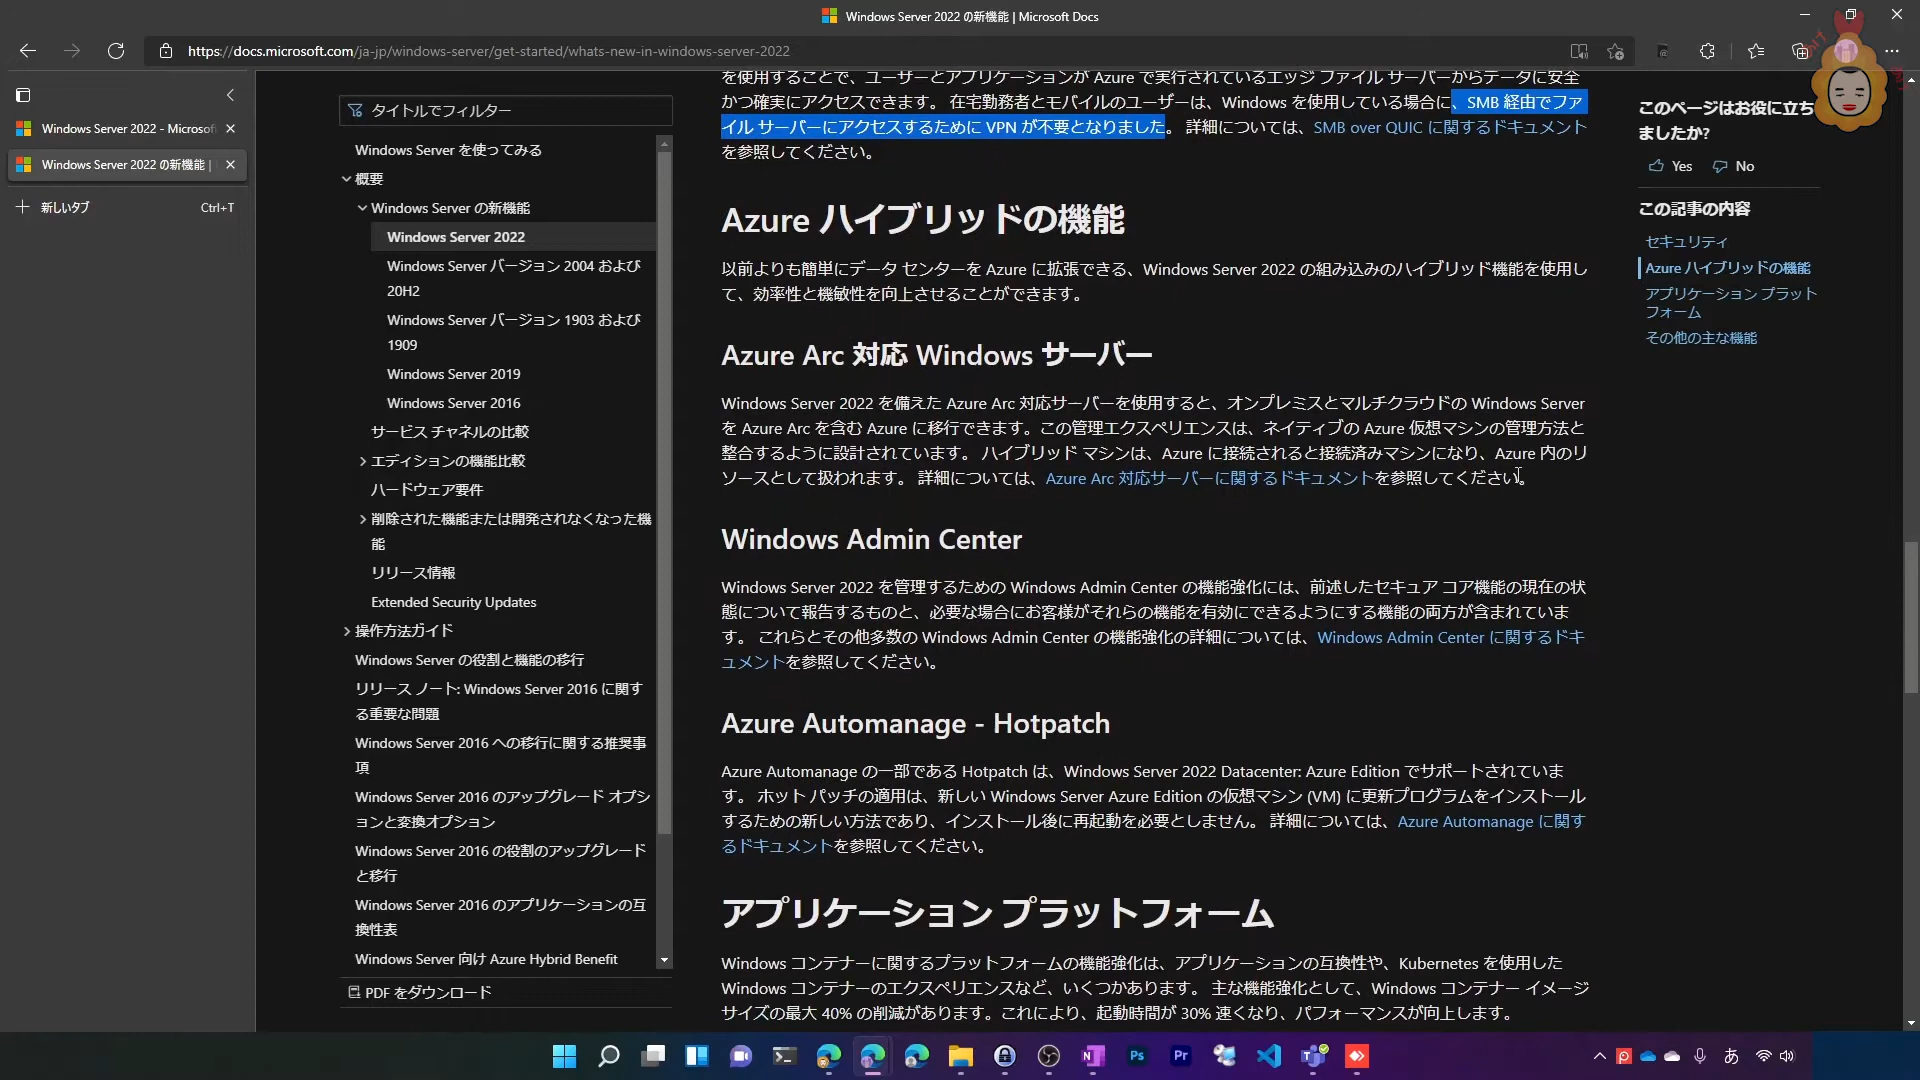 Windows Server 2022 の新機能 | Microsoft Docs
https://docs.microsoft.com/ja-jp/windows-server/get-started/whats-new-in-windows-server-2022
Windows Server 2022 - Microsof
Windows Server 2022 の新機能 |
新しいタブ Ctrl+T
タイトルでフィルター
Windows Server を使ってみる
概要
Windows Server の新機能
Windows Server 2022
Windows Server バージョン 2004 および
20H2
Windows Server バージョン 1903 および
1909
Windows Server 2019
Windows Server 2016
サービス チャネルの比較
エディションの機能比較
ハードウェア要件
削除された機能または開発されなくなった機
能
リリース情報
Extended Security Updates
操作方法ガイド
Windows Server の役割と機能の移行
リリース ノート: Windows Server 2016 に関す
る重要な問題
Windows Server 2016 への移行に関する推奨事
項
Windows Server 2016 のアップグレード オプシ
ョンと変換オプション
Windows Server 2016 の役割のアップグレード
と移行
Windows Server 2016 のアプリケーションの互
換性表
Windows Server 向け Azure Hybrid Benefit
PDF をダウンロード
を使用することで、ユーザーとアプリケーションが Azure で実行されているエッジ ファイル サーバーからデータに安全
かつ確実にアクセスできます。 在宅勤務者とモバイルのユーザーは、Windows を使用している場合に、SMB 経由でファ
イル サーバーにアクセスするために VPN が不要となりました。 詳細については、SMB over QUIC に関するドキュメント
を参照してください。
Azure ハイブリッドの機能
以前よりも簡単にデータ センターを Azure に拡張できる、Windows Server 2022 の組み込みのハイブリッド機能を使用し
て、効率性と機敏性を向上させることができます。
Azure Arc 対応 Windows サーバー
Windows Server 2022 を備えた Azure Arc 対応サーバーを使用すると、オンプレミスとマルチクラウドの Windows Server
を Azure Arc を含む Azure に移行できます。この管理エクスペリエンスは、ネイティブの Azure 仮想マシンの管理方法と
整合するように設計されています。 ハイブリッド マシンは、Azure に接続されると接続済みマシンになり、Azure 内のリ
ソースとして扱われます。 詳細については、Azure Arc 対応サーバーに関するドキュメントを参照してください。
Windows Admin Center
Windows Server 2022 を管理するための Windows Admin Center の機能強化には、前述したセキュア コア機能の現在の状
態について報告するものと、必要な場合にお客様がそれらの機能を有効にできるようにする機能の両方が含まれていま
す。 これらとその他多数の Windows Admin Center の機能強化の詳細については、Windows Admin Center に関するドキ
ュメントを参照してください。
Azure Automanage - Hotpatch
Azure Automanage の一部である Hotpatch は、Windows Server 2022 Datacenter: Azure Edition でサポートされていま
す。 ホット パッチの適用は、新しい Windows Server Azure Edition の仮想マシン (VM) に更新プログラムをインストール
するための新しい方法であり、インストール後に再起動を必要としません。 詳細については、Azure Automanage に関す
るドキュメントを参照してください。
アプリケーション プラットフォーム
Windows コンテナーに関するプラットフォームの機能強化は、アプリケーションの互換性や、Kubernetes を使用した
Windows コンテナーのエクスペリエンスなど、いくつかあります。 主な機能強化として、Windows コンテナー イメージ
サイズの最大 40% の削減があります。これにより、起動時間が 30% 速くなり、パフォーマンスが向上します。
このページはお役に立ち
ましたか?
Yes No
この記事の内容
セキュリティ
Azure ハイブリッドの機能
アプリケーション プラット
フォーム
その他の主な機能
Ps
Pr
あ